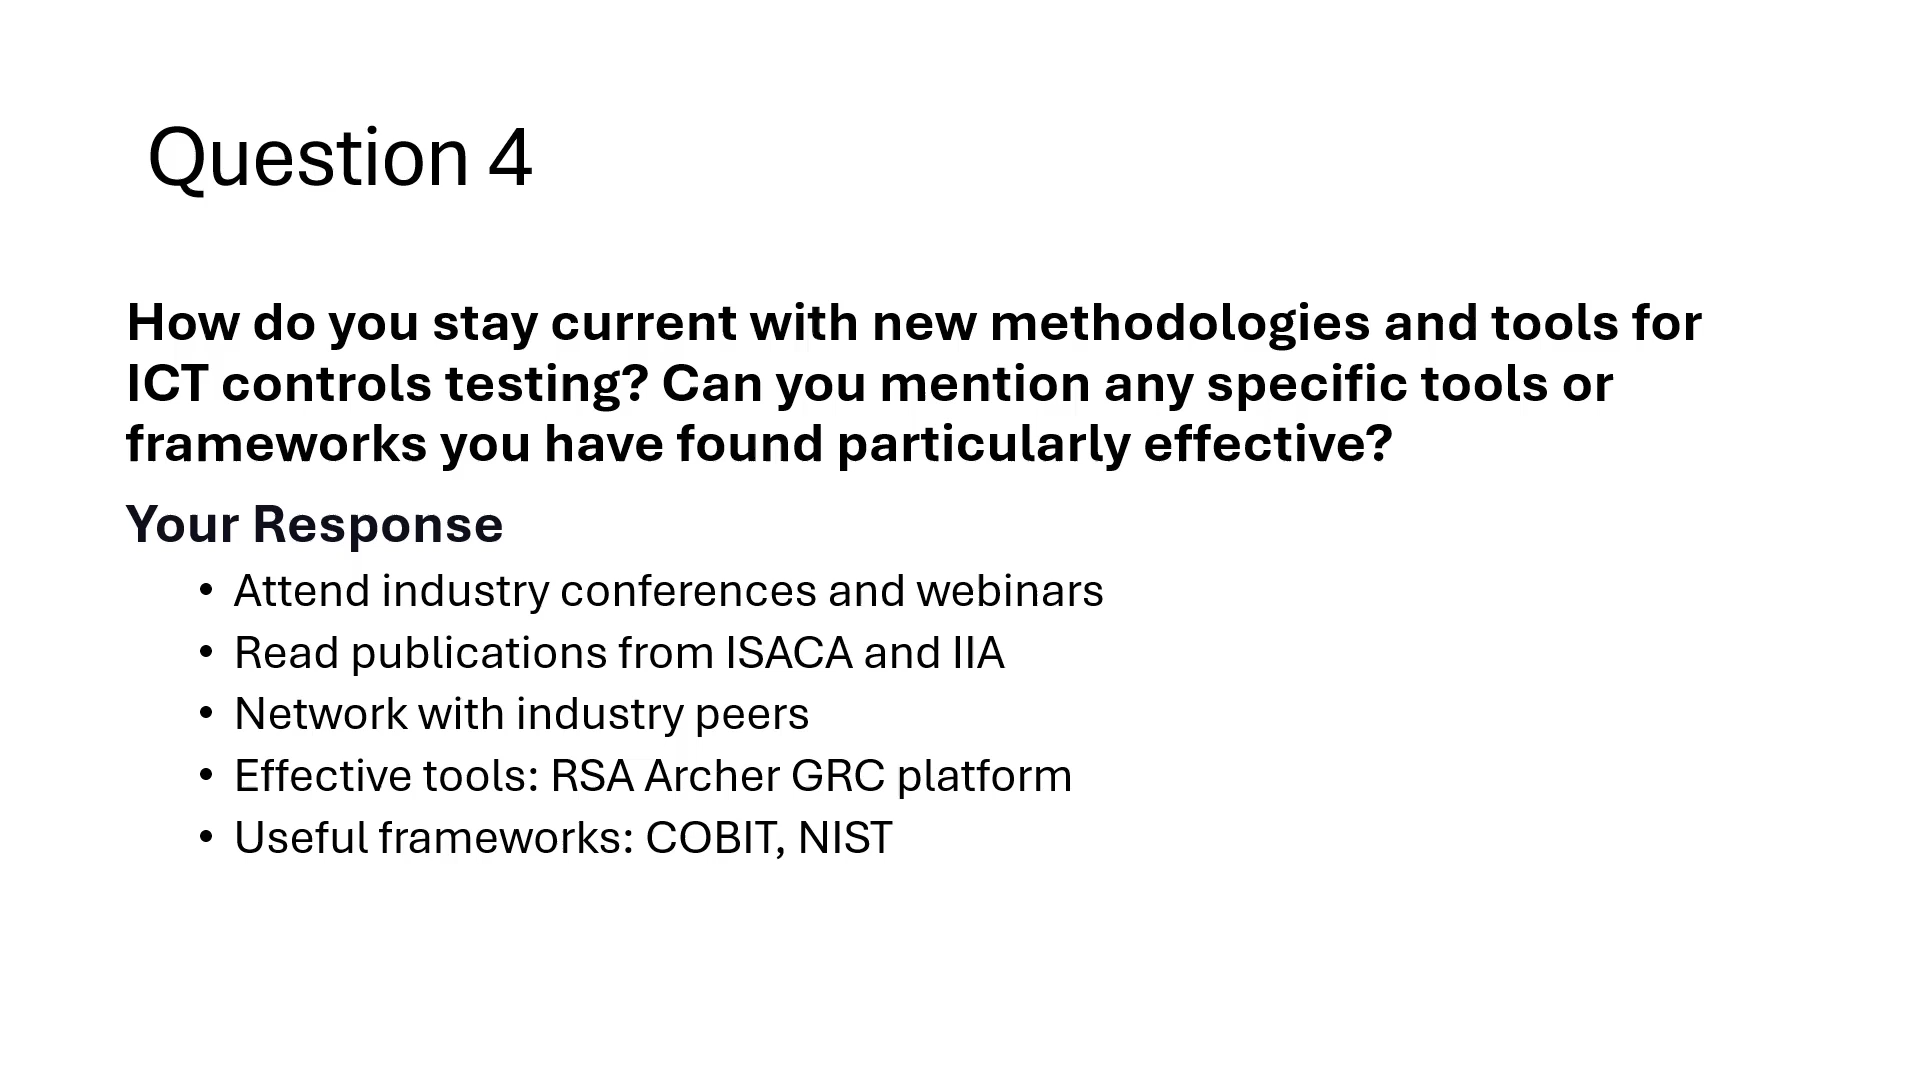 Question 4
How do you stay current with new methodologies and tools for
ICT controls testing? Can you mention any specific tools or
frameworks you have found particularly effective?
Your Response
• Attend industry conferences and webinars
• Read publications from ISACA and IIA
• Network with industry peers
• Effective tools: RSA Archer GRC platform
• Useful frameworks: COBIT, NIST